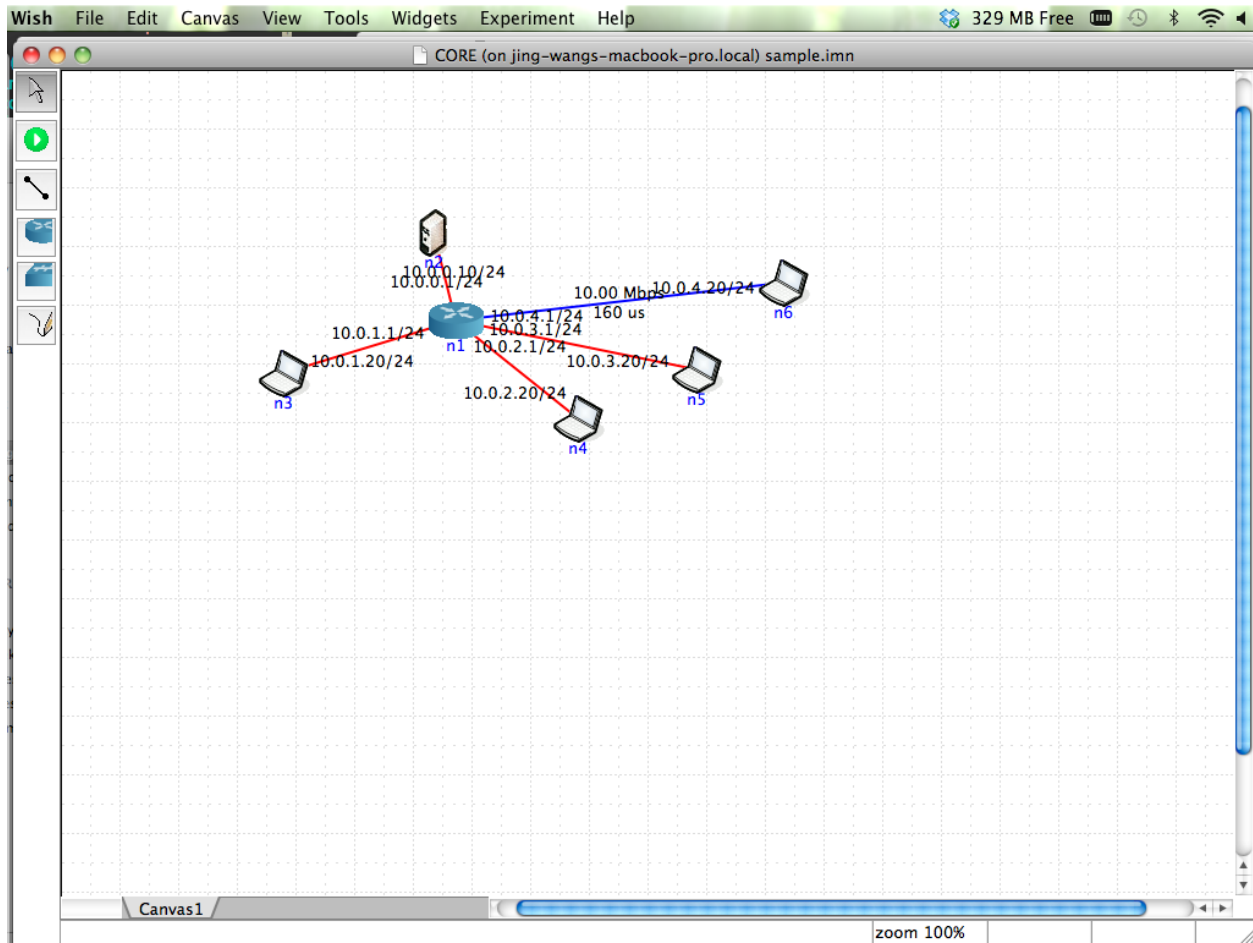 Wish File Edit Canvas View Tools Widgets Experiment Help 329 MB Free
CORE (on jing-wangs-macbook-pro.local) sample.imn
n2
10.0.0.10/24
10.0.0.1/24
10.00 Mbps
10.0.4.20/24
160 us
n6
10.0.4.1/24
10.0.3.1/24
10.0.1.1/24
n1
10.0.2.1/24
10.0.1.20/24
10.0.3.20/24
n3
10.0.2.20/24
n5
n4
Canvas1
zoom 100%